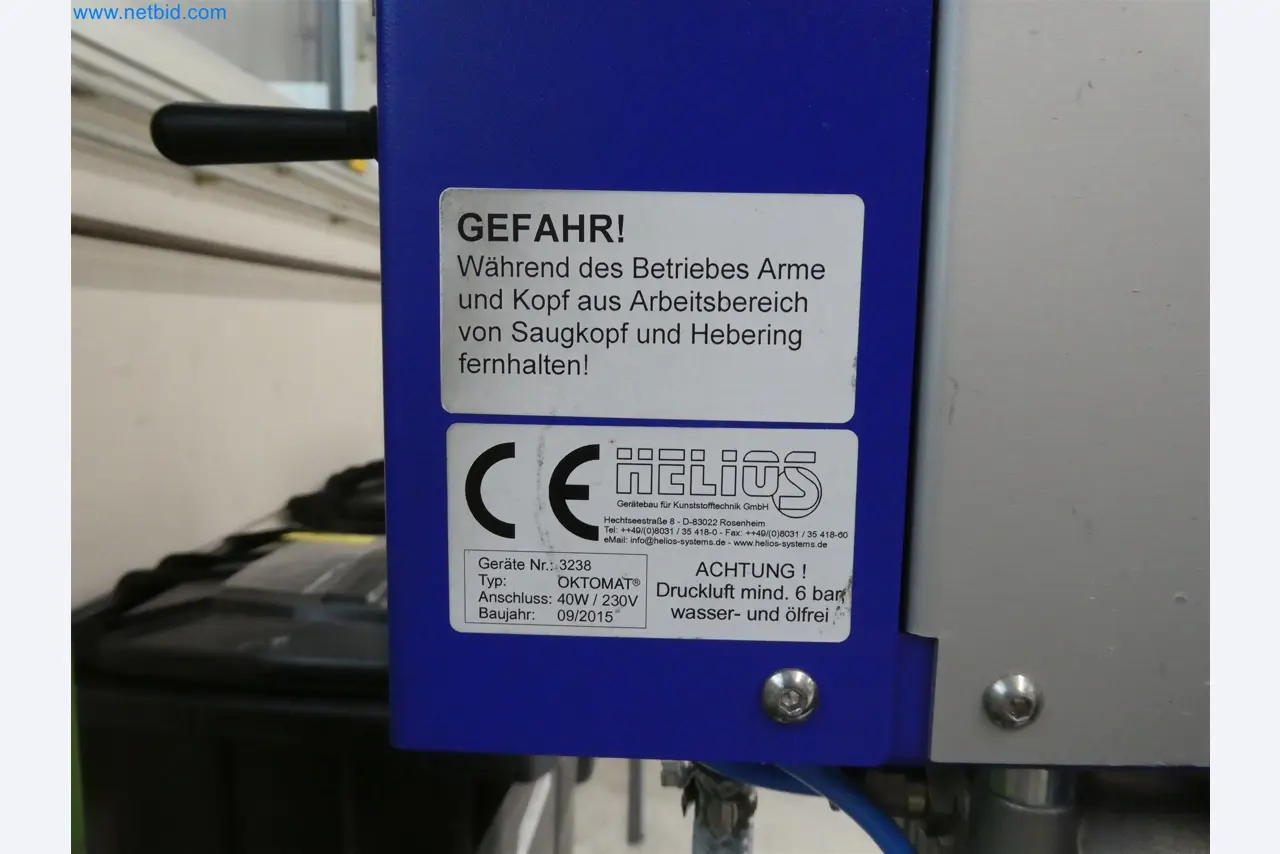 www.netbid.com
GEFAHR!
Während des Betriebes Arme
und Kopf aus Arbeitsbereich
von Saugkopf und Hebering
fernhalten!
CE HELIOS
Gerätebau für Kunststofftechnik GmbH
Hechtseestraße 8 - D-83022 Rosenheim
Tel: ++49/(0)8031 / 35 418-0 - Fax: ++49/(0)8031 / 35 418-60
eMail: info@helios-systems.de - www.helios-systems.de
Geräte Nr.: 3238
Typ: OKTOMAT®
Anschluss: 40W / 230V
Baujahr: 09/2015
ACHTUNG !
Druckluft mind. 6 bar,
wasser- und ölfrei